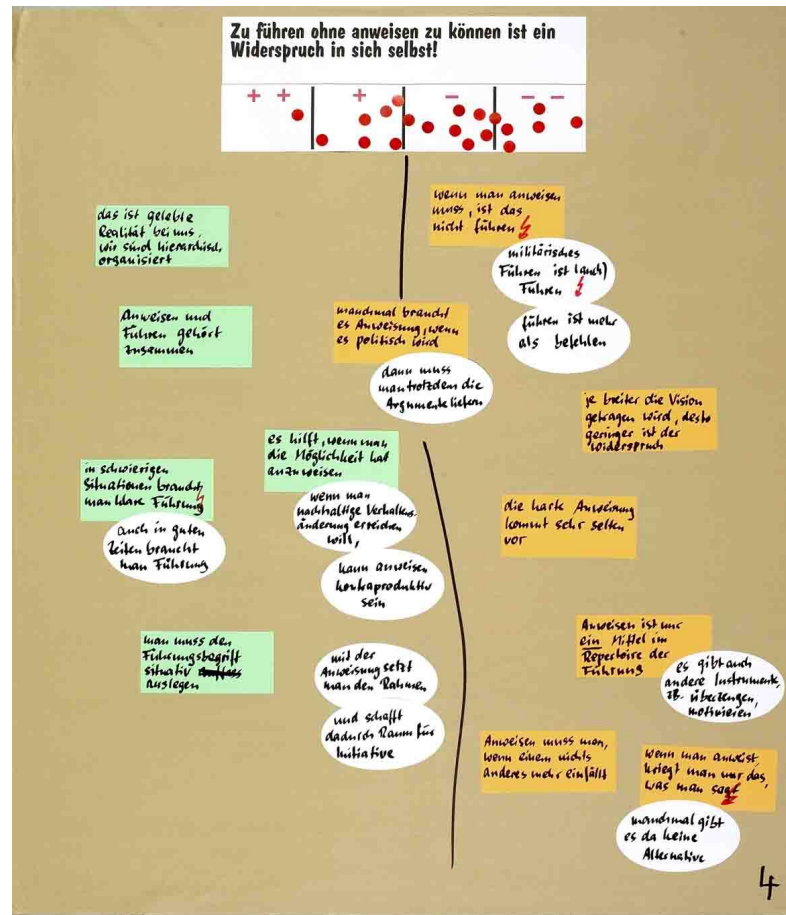 Zu führen ohne anweisen zu können ist ein
Widerspruch in sich selbst!
+ + + − − −
das ist gelebte
Realität bei uns,
wir sind hierarchisch
organisiert
Anweisen und
Führen gehört
zusammen
in schwierigen
Situationen braucht
man klare Führung
auch in guten
Zeiten braucht
man Führung
es hilft, wenn man
die Möglichkeit hat
anzuweisen
wenn man
nachhaltige Verhaltens-
änderung erreichen
will,
kann anweisen
kontraproduktiv
sein
man muss den
Führungsbegriff
situativ
auslegen
mit der
Anweisung setzt
man den Rahmen
und schafft
dadurch Raum für
Initiative
wenn man anweisen
muss, ist das
nicht führen
militärisches
Führen ist (auch)
Führen
führen ist mehr
als befehlen
manchmal braucht
es Anweisung, wenn
es politisch wird
dann muss
man trotzdem die
Argumente liefern
je breiter die Vision
getragen wird, desto
geringer ist der
Widerspruch
die harte Anweisung
kommt sehr selten
vor
Anweisen ist nur
ein Mittel im
Repertoire der
Führung
es gibt auch
andere Instrumente,
zB. überzeugen,
motivieren
Anweisen muss man,
wenn einem nichts
anderes mehr einfällt
wenn man anweist,
kriegt man nur das,
was man sagt
manchmal gibt
es da keine
Alternative
4